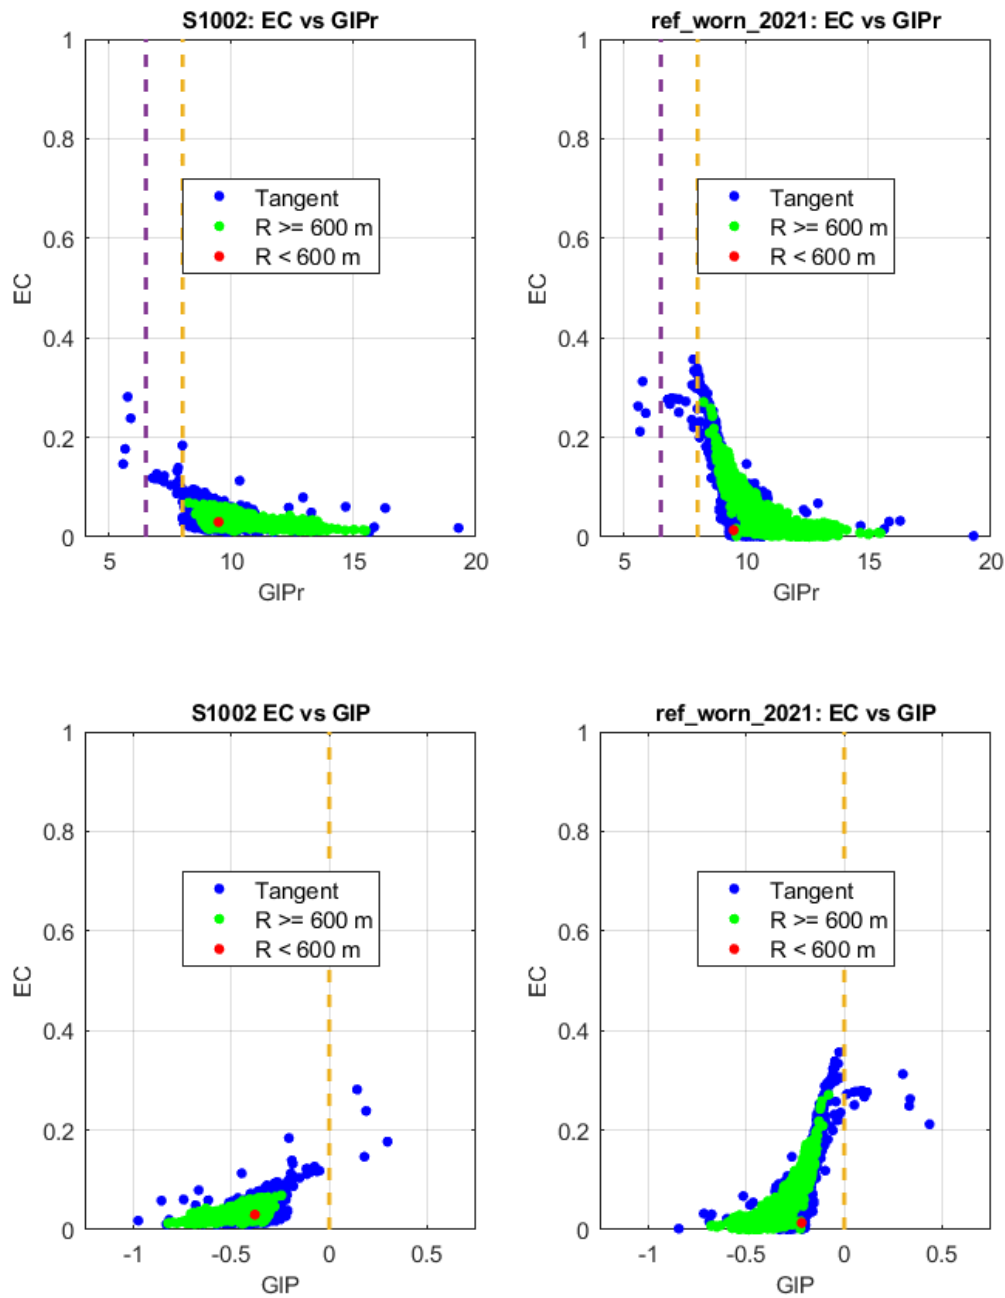 S1002: EC vs GIPr
1
0.8
0.6
0.4
0.2
0
EC
Tangent
R >= 600 m
R < 600 m
5
10
15
20
GIPr
ref_worn_2021: EC vs GIPr
1
0.8
0.6
0.4
0.2
0
EC
Tangent
R >= 600 m
R < 600 m
5
10
15
20
GIPr
S1002 EC vs GIP
1
0.8
0.6
0.4
0.2
0
EC
Tangent
R >= 600 m
R < 600 m
-1
-0.5
0
0.5
GIP
ref_worn_2021: EC vs GIP
1
0.8
0.6
0.4
0.2
0
EC
Tangent
R >= 600 m
R < 600 m
-1
-0.5
0
0.5
GIP